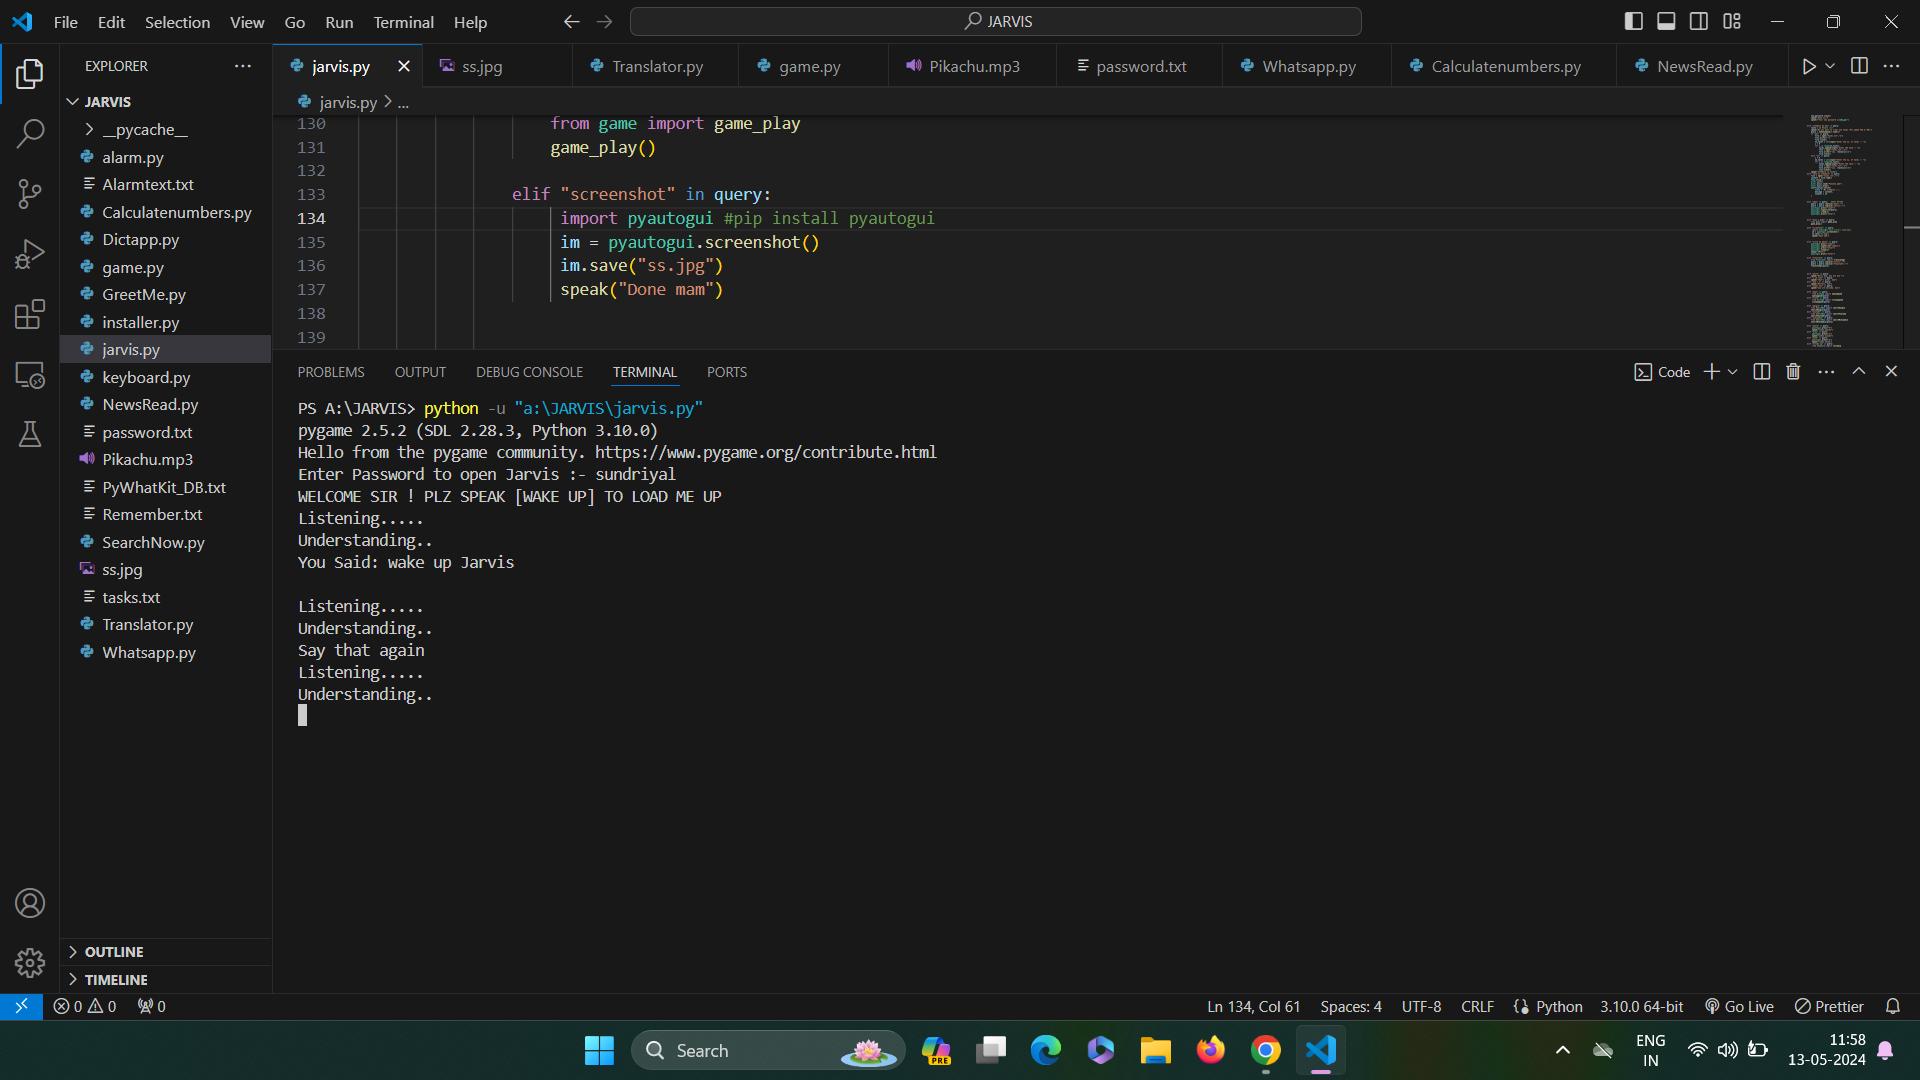 File Edit Selection View Go Run Terminal Help
JARVIS
EXPLORER
JARVIS
__pycache__
alarm.py
Alarmtext.txt
Calculatenumbers.py
Dictapp.py
game.py
GreetMe.py
installer.py
jarvis.py
keyboard.py
NewsRead.py
password.txt
Pikachu.mp3
PyWhatKit_DB.txt
Remember.txt
SearchNow.py
ss.jpg
tasks.txt
Translator.py
Whatsapp.py
OUTLINE
TIMELINE
jarvis.py ss.jpg Translator.py game.py Pikachu.mp3 password.txt Whatsapp.py Calculatenumbers.py NewsRead.py
jarvis.py > ...
130 from game import game_play
131 game_play()
132
133 elif "screenshot" in query:
134 import pyautogui #pip install pyautogui
135 im = pyautogui.screenshot()
136 im.save("ss.jpg")
137 speak("Done mam")
138
139
PROBLEMS OUTPUT DEBUG CONSOLE TERMINAL PORTS
Code
PS A:\JARVIS> python -u "a:\JARVIS\jarvis.py"
pygame 2.5.2 (SDL 2.28.3, Python 3.10.0)
Hello from the pygame community. https://www.pygame.org/contribute.html
Enter Password to open Jarvis :- sundriyal
WELCOME SIR ! PLZ SPEAK [WAKE UP] TO LOAD ME UP
Listening.....
Understanding..
You Said: wake up Jarvis
Listening.....
Understanding..
Say that again
Listening.....
Understanding..
0 0 0
Ln 134, Col 61 Spaces: 4 UTF-8 CRLF Python 3.10.0 64-bit Go Live Prettier
Search
PRE
ENG
IN
11:58
13-05-2024